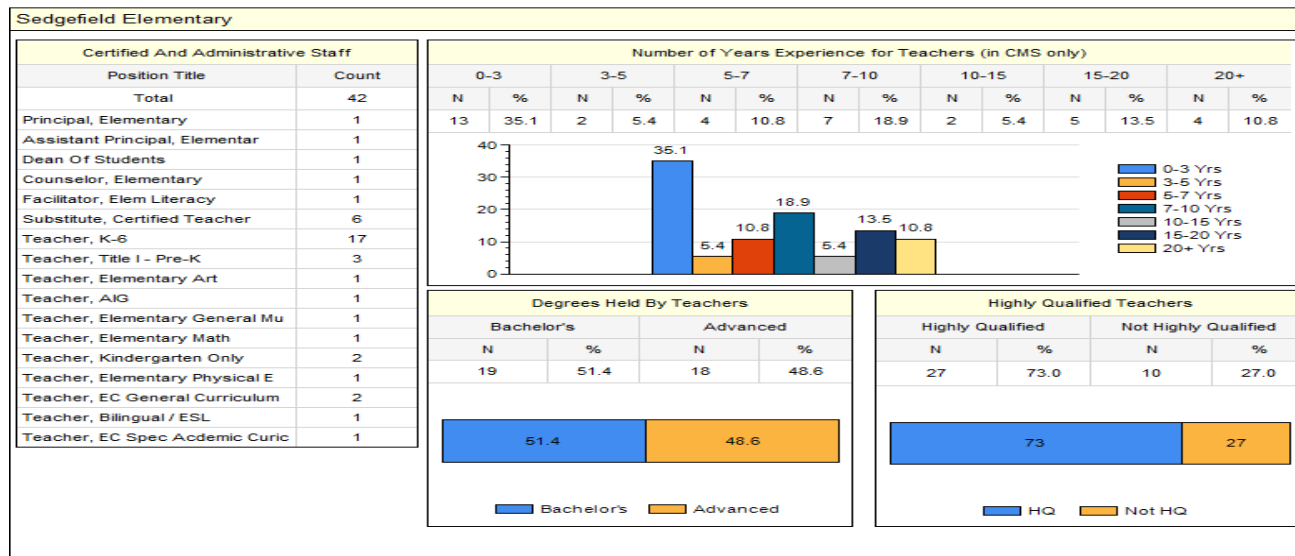 Sedgefield Elementary
Certified And Administrative Staff
Position Title Count
Total 42
Principal, Elementary 1
Assistant Principal, Elementar 1
Dean Of Students 1
Counselor, Elementary 1
Facilitator, Elem Literacy 1
Substitute, Certified Teacher 6
Teacher, K-6 17
Teacher, Title I - Pre-K 3
Teacher, Elementary Art 1
Teacher, AIG 1
Teacher, Elementary General Mu 1
Teacher, Elementary Math 1
Teacher, Kindergarten Only 2
Teacher, Elementary Physical E 1
Teacher, EC General Curriculum 2
Teacher, Bilingual / ESL 1
Teacher, EC Spec Acdemic Curic 1
Number of Years Experience for Teachers (in CMS only)
0-3 3-5 5-7 7-10 10-15 15-20 20+
N % N % N % N % N % N % N %
13 35.1 2 5.4 4 10.8 7 18.9 2 5.4 5 13.5 4 10.8
40
30
20
10
0
35.1
5.4
10.8
18.9
5.4
13.5
10.8
0-3 Yrs
3-5 Yrs
5-7 Yrs
7-10 Yrs
10-15 Yrs
15-20 Yrs
20+ Yrs
Degrees Held By Teachers
Bachelor's Advanced
N % N %
19 51.4 18 48.6
51.4 48.6
Bachelor's Advanced
Highly Qualified Teachers
Highly Qualified Not Highly Qualified
N % N %
27 73.0 10 27.0
73 27
HQ Not HQ